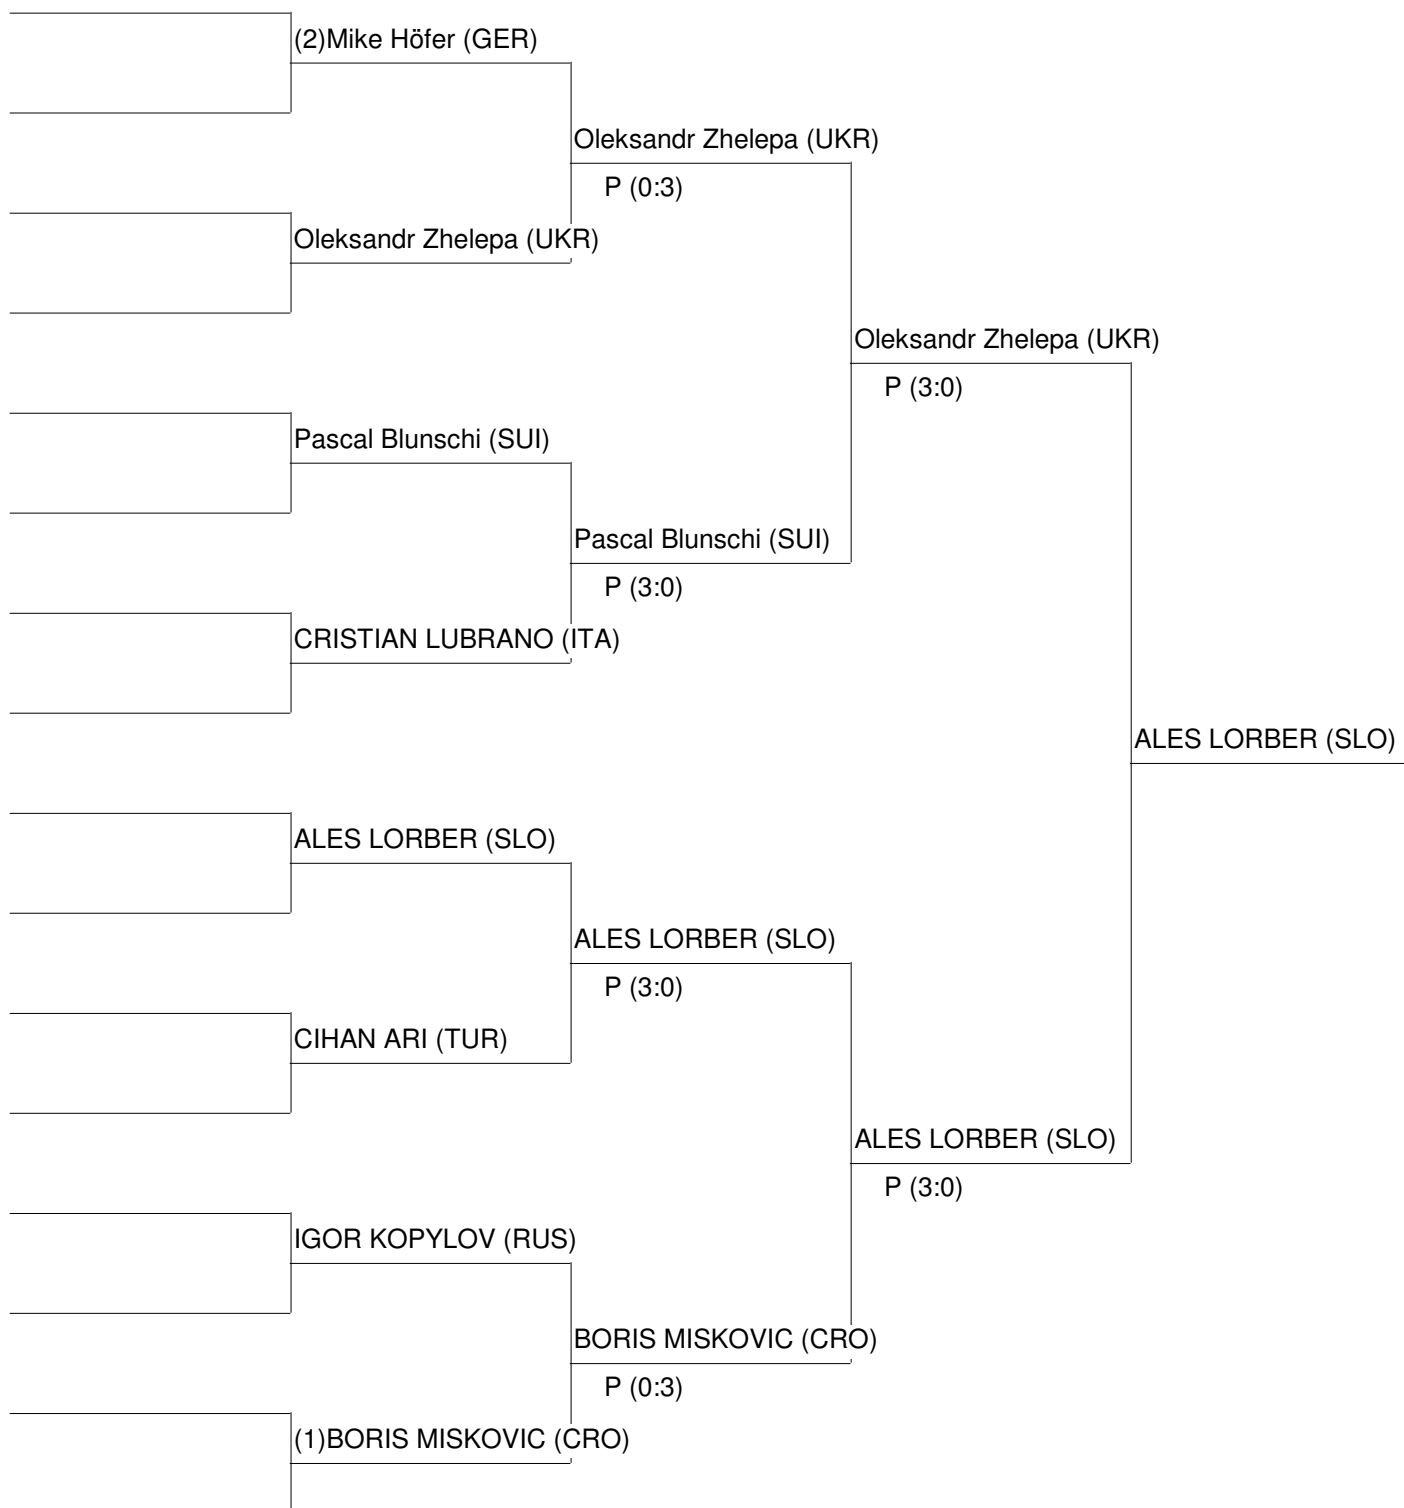 (2)Mike Höfer (GER)
Oleksandr Zhelepa (UKR)
P (0:3)
Oleksandr Zhelepa (UKR)
Oleksandr Zhelepa (UKR)
P (3:0)
Pascal Blunschi (SUI)
Pascal Blunschi (SUI)
P (3:0)
CRISTIAN LUBRANO (ITA)
ALES LORBER (SLO)
ALES LORBER (SLO)
ALES LORBER (SLO)
P (3:0)
CIHAN ARI (TUR)
ALES LORBER (SLO)
P (3:0)
IGOR KOPYLOV (RUS)
BORIS MISKOVIC (CRO)
P (0:3)
(1)BORIS MISKOVIC (CRO)